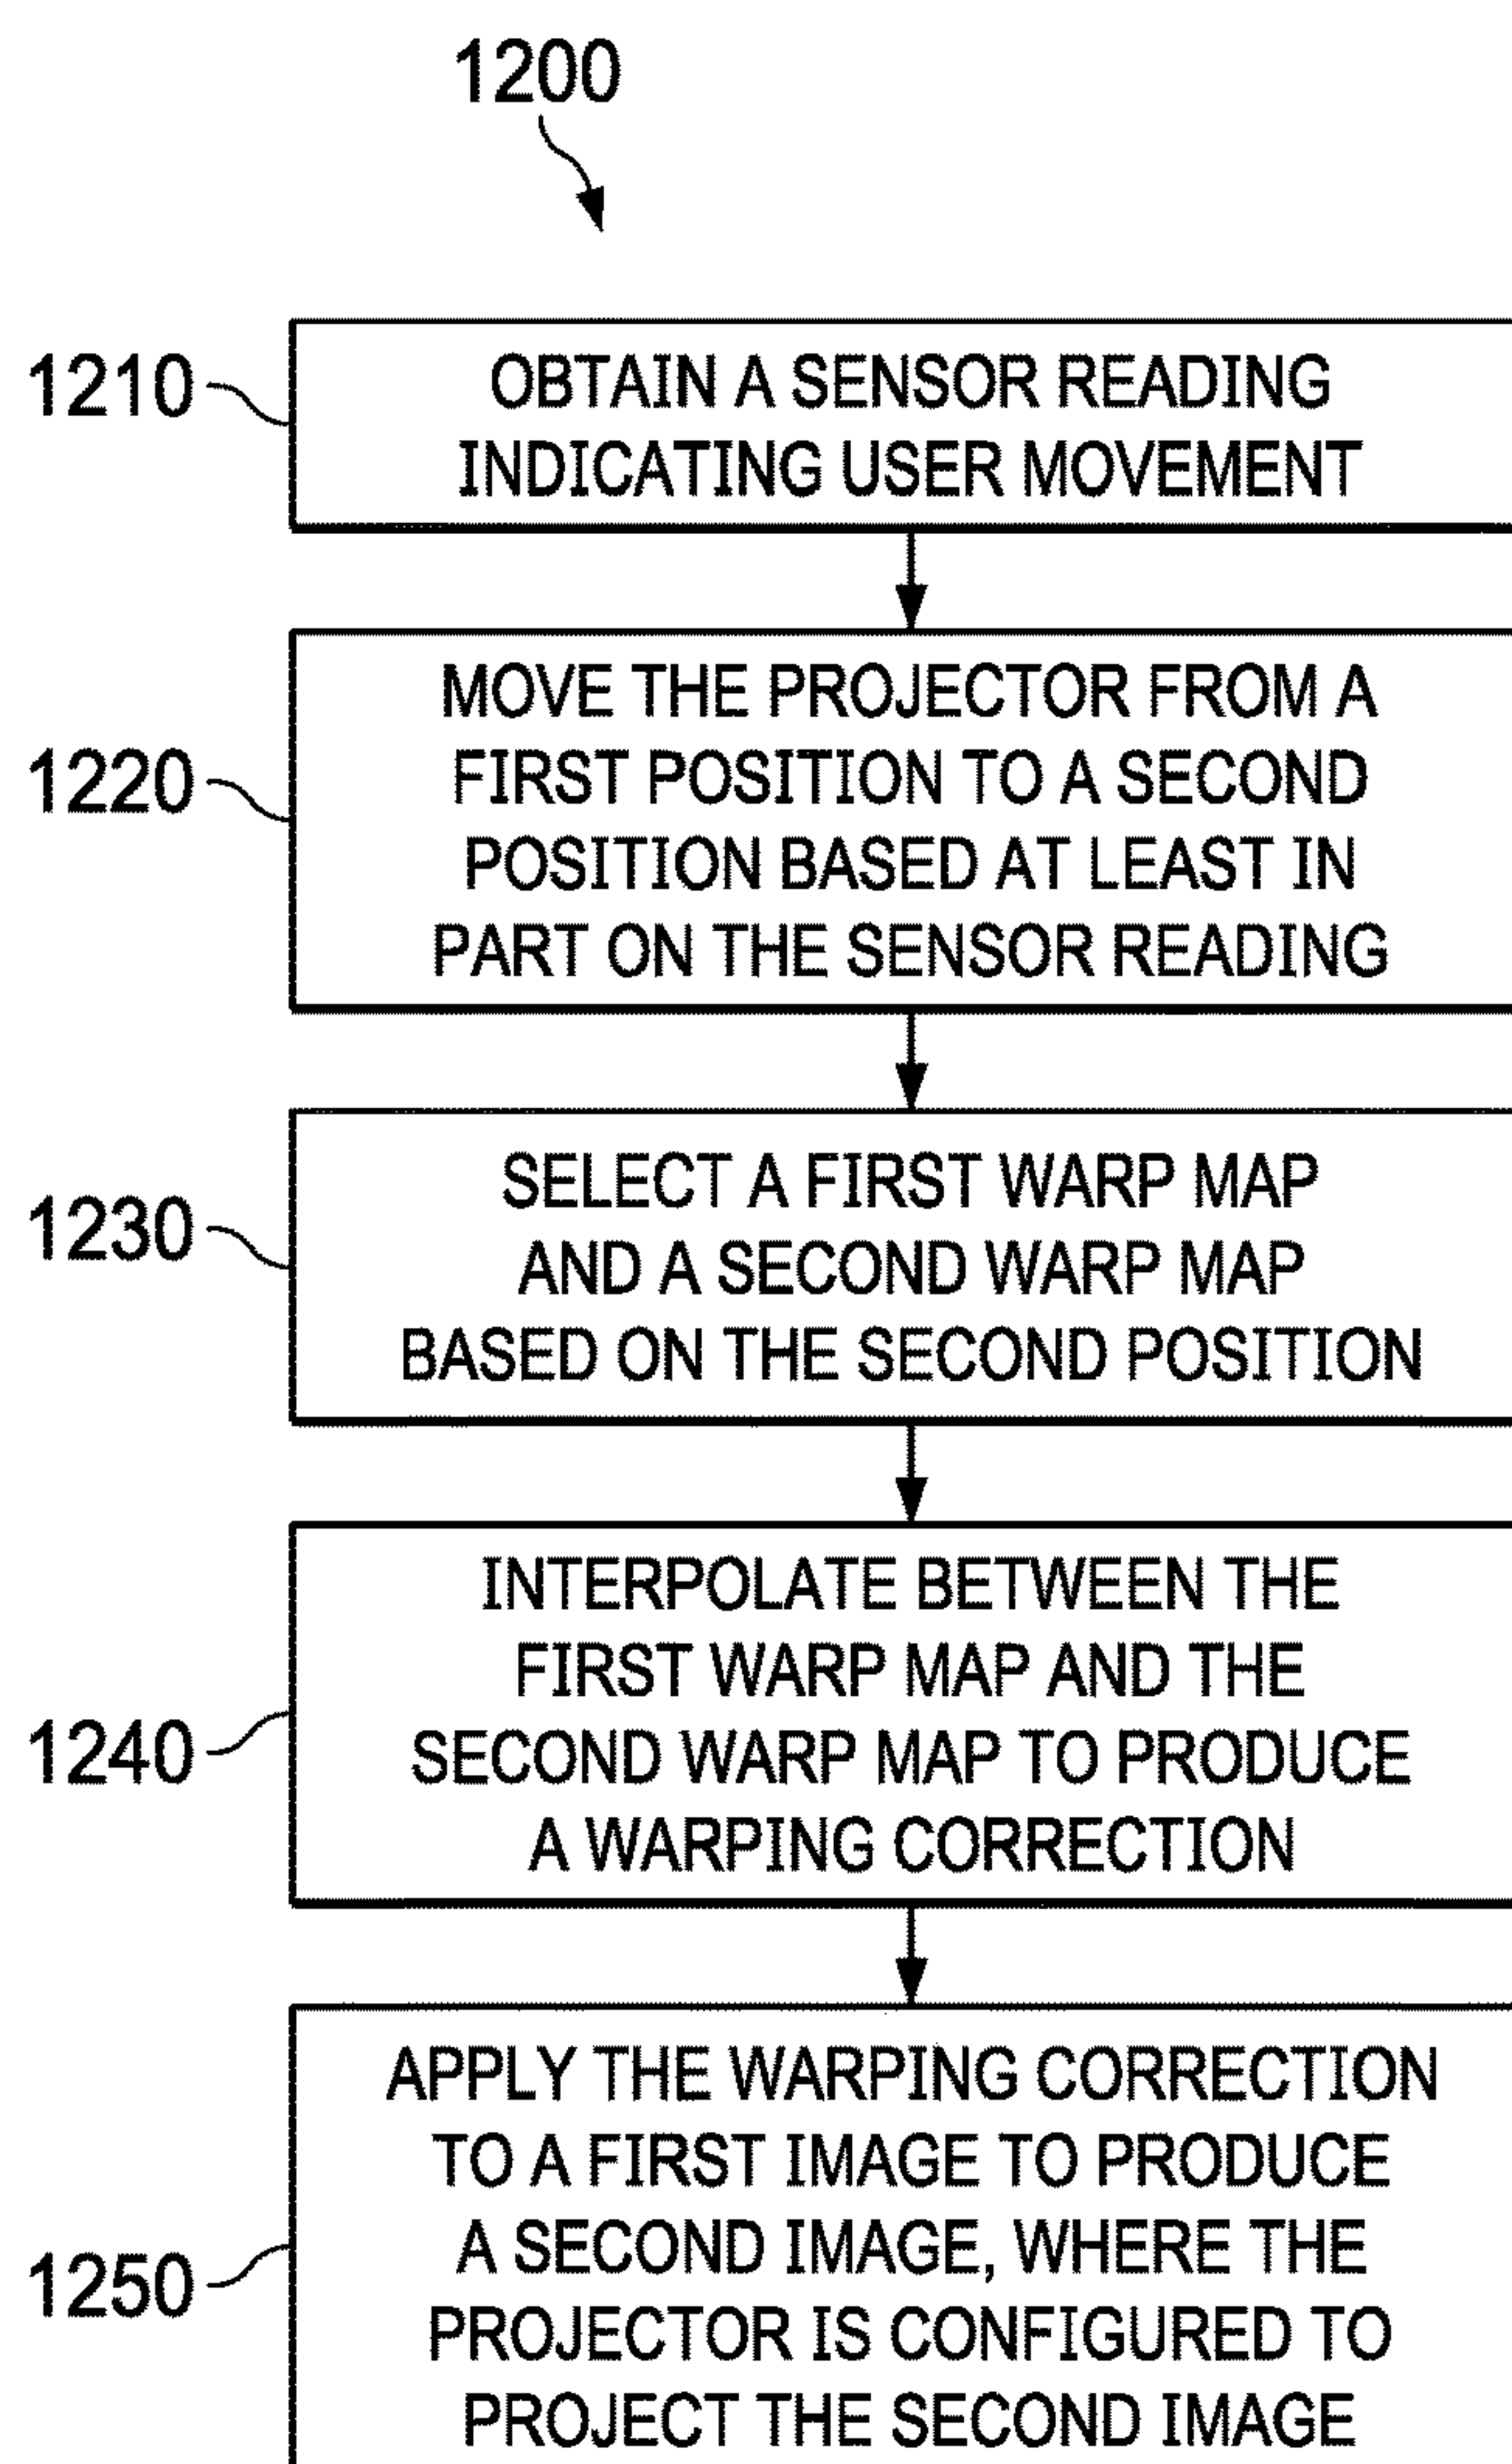 1200
1210
OBTAIN A SENSOR READING
INDICATING USER MOVEMENT
1220
MOVE THE PROJECTOR FROM A
FIRST POSITION TO A SECOND
POSITION BASED AT LEAST IN
PART ON THE SENSOR READING
1230
SELECT A FIRST WARP MAP
AND A SECOND WARP MAP
BASED ON THE SECOND POSITION
1240
INTERPOLATE BETWEEN THE
FIRST WARP MAP AND THE
SECOND WARP MAP TO PRODUCE
A WARPING CORRECTION
1250
APPLY THE WARPING CORRECTION
TO A FIRST IMAGE TO PRODUCE
A SECOND IMAGE, WHERE THE
PROJECTOR IS CONFIGURED TO
PROJECT THE SECOND IMAGE